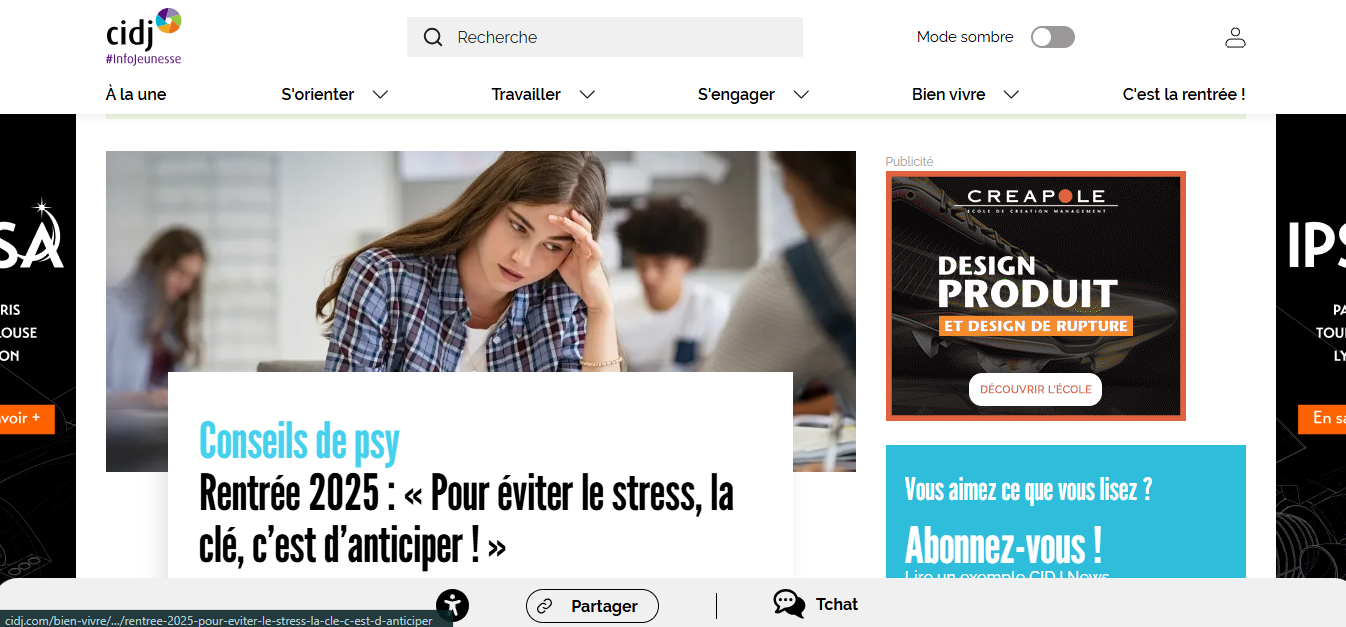 cidj
#InfoJeunesse
Recherche
Mode sombre
À la une
S'orienter
Travailler
S'engager
Bien vivre
C'est la rentrée !
Publicité
CREAPOLE
ECOLE DE CREATION MANAGEMENT
DESIGN
PRODUIT
ET DESIGN DE RUPTURE
DÉCOUVRIR L'ÉCOLE
SA
RIS
LOUSE
ON
avoir +
IPS
PA
TOU
LY
En sa
Conseils de psy
Rentrée 2025 : « Pour éviter le stress, la
clé, c’est d’anticiper ! »
Vous aimez ce que vous lisez ?
Abonnez-vous !
Lire un exemple CIDJ News
Partager
Tchat
cidj.com/bien-vivre/.../rentree-2025-pour-eviter-le-stress-la-cle-c-est-d-anticiper